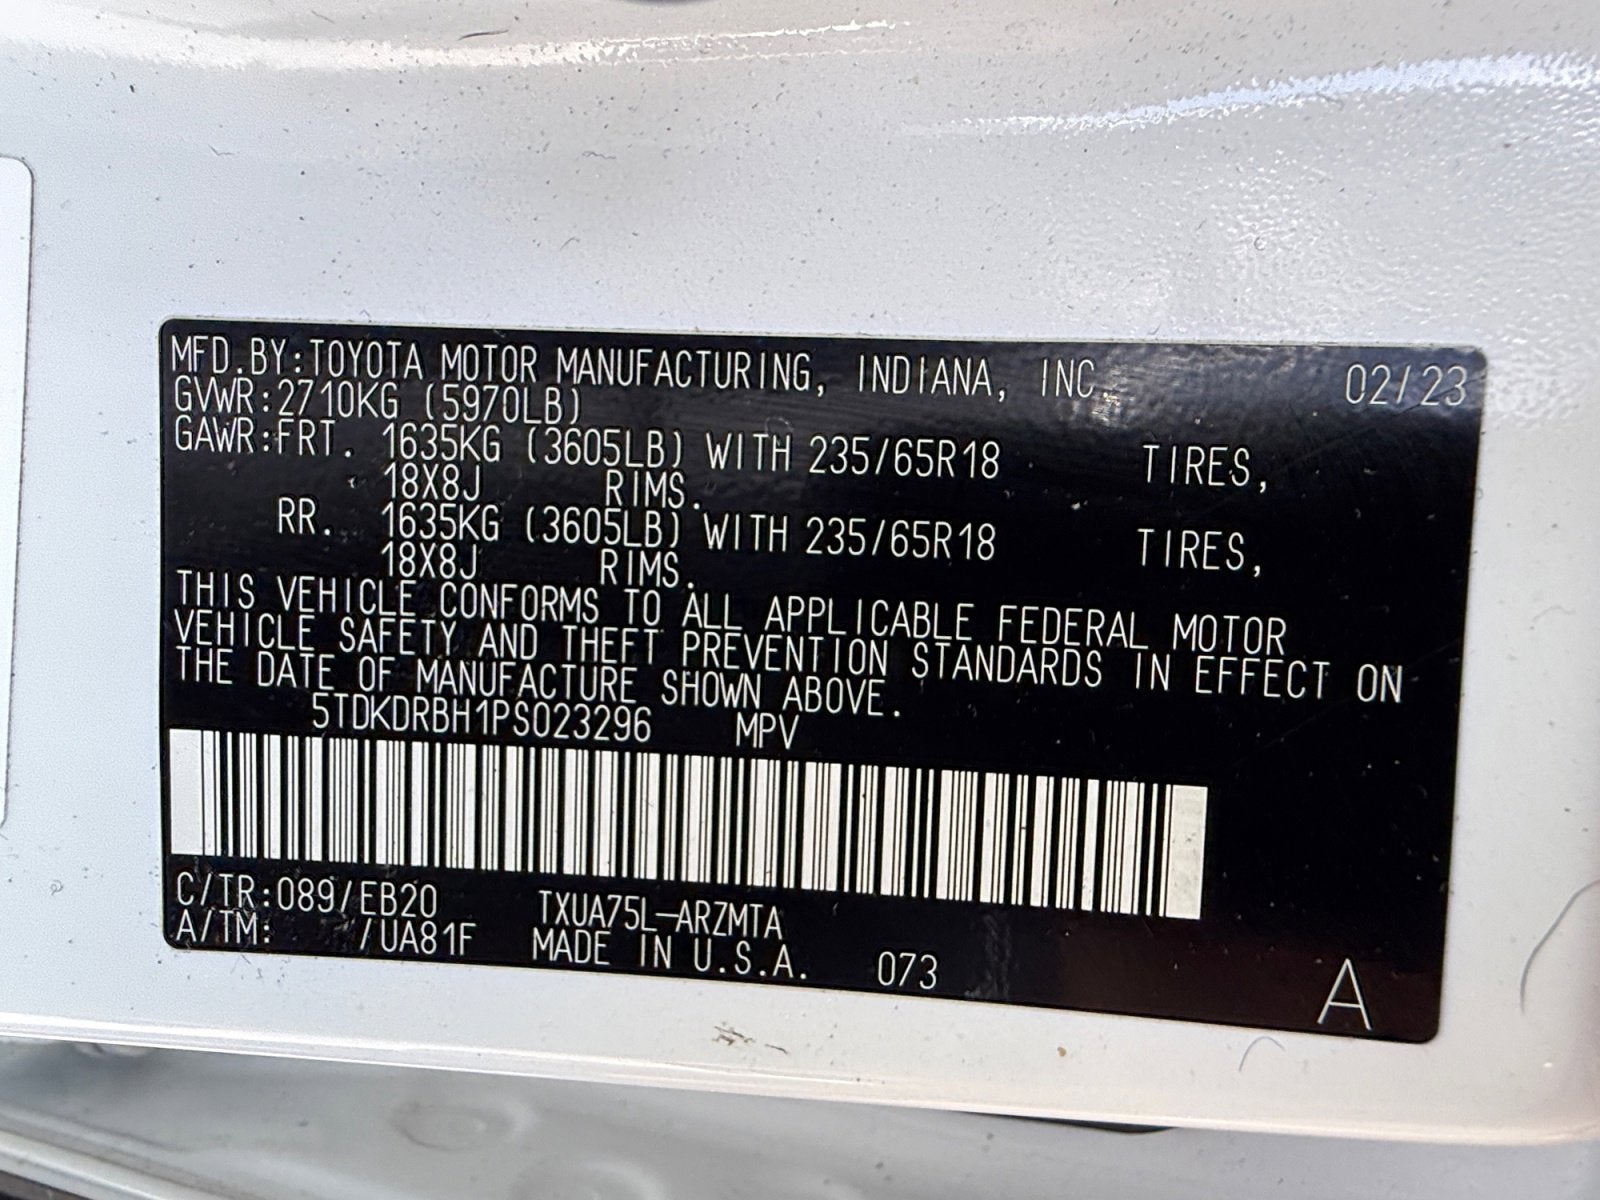 MFD.BY:TOYOTA MOTOR MANUFACTURING, INDIANA, INC. 02/23
GVWR:2710KG (5970LB)
GAWR:FRT. 1635KG (3605LB) WITH 235/65R18 TIRES,
18X8J RIMS.
RR. 1635KG (3605LB) WITH 235/65R18 TIRES,
18X8J RIMS.
THIS VEHICLE CONFORMS TO ALL APPLICABLE FEDERAL MOTOR
VEHICLE SAFETY AND THEFT PREVENTION STANDARDS IN EFFECT ON
THE DATE OF MANUFACTURE SHOWN ABOVE.
5TDKDRBH1PS023296 MPV
C/TR:089/EB20 TXUA75L-ARZMTA
A/TM: /UA81F MADE IN U.S.A. 073
A